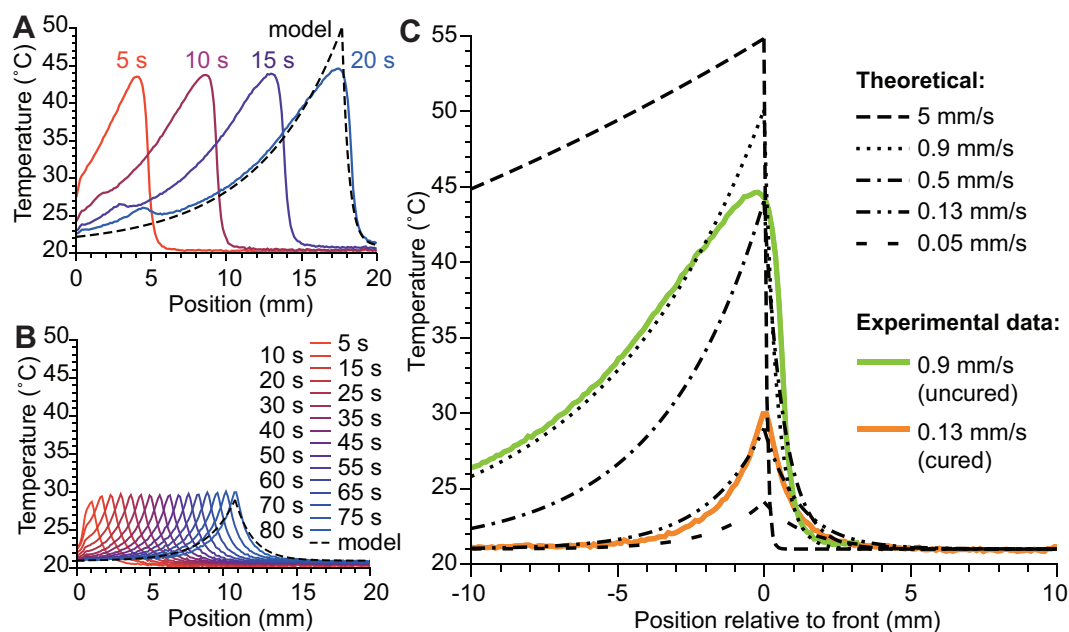 A
50
45
40
35
30
25
20
Temperature (˚C)
model
5 s
10 s
15 s
20 s
0
5
10
15
20
Position (mm)
B
50
45
40
35
30
25
20
Temperature (˚C)
5 s
10 s
15 s
20 s
25 s
30 s
35 s
40 s
45 s
50 s
55 s
60 s
65 s
70 s
75 s
80 s
model
0
5
10
15
20
Position (mm)
C
55
50
45
40
35
30
25
20
Temperature (˚C)
-10
-5
0
5
10
Position relative to front (mm)
Theoretical:
5 mm/s
0.9 mm/s
0.5 mm/s
0.13 mm/s
0.05 mm/s
Experimental data:
0.9 mm/s
(uncured)
0.13 mm/s
(cured)